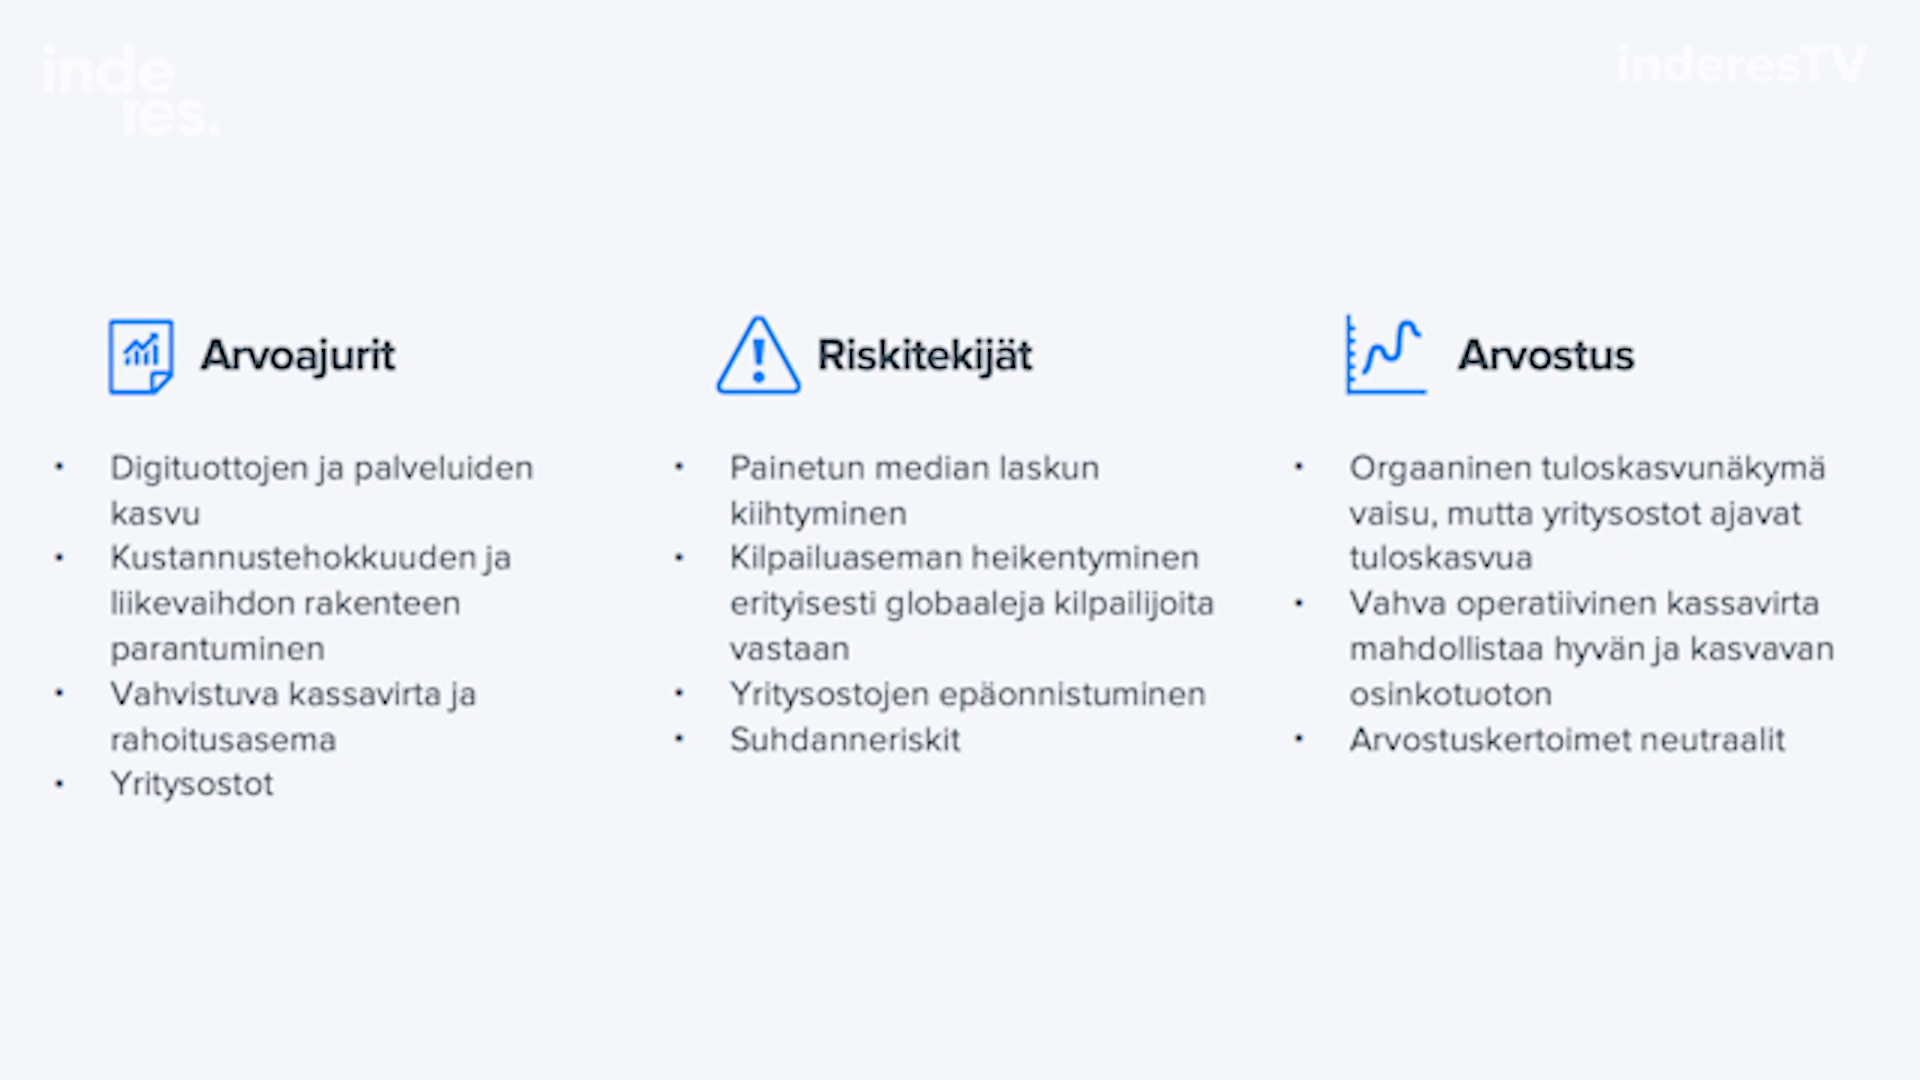 inde
res.
inderesTV
Arvoajurit
• Digituottojen ja palveluiden
kasvu
• Kustannustehokkuuden ja
liikevaihdon rakenteen
parantuminen
• Vahvistuva kassavirta ja
rahoitusasema
• Yritysostot
Riskitekijät
• Painetun median laskun
kiihtyminen
• Kilpailuaseman heikentyminen
erityisesti globaaleja kilpailijoita
vastaan
• Yritysostojen epäonnistuminen
• Suhdanneriskit
Arvostus
• Orgaaninen tuloskasvunäkymä
vaisu, mutta yritysostot ajavat
tuloskasvua
• Vahva operatiivinen kassavirta
mahdollistaa hyvän ja kasvavan
osinkotuoton
• Arvostuskertoimet neutraalit